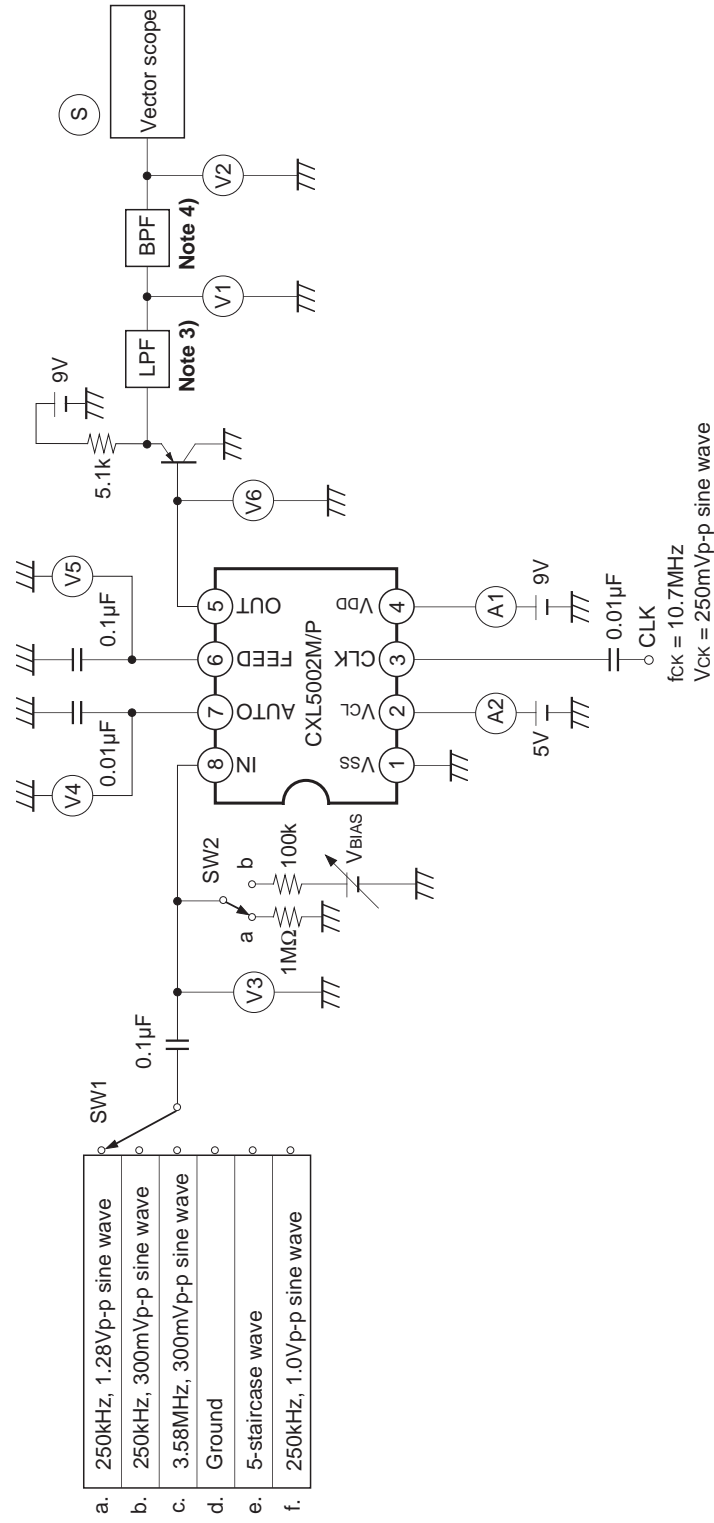 a. 250kHz, 1.28Vp-p sine wave
b. 250kHz, 300mVp-p sine wave
c. 3.58MHz, 300mVp-p sine wave
d. Ground
e. 5-staircase wave
f. 250kHz, 1.0Vp-p sine wave
SW1
0.1µF
V3
SW2
a
b
1MΩ
100k
VBIAS
V4
0.01µF
0.1µF
V5
8
7
6
5
IN
AUTO
FEED
OUT
CXL5002M/P
VSS
VCL
CLK
VDD
1
2
3
4
A2
5V
A1
9V
0.01µF
CLK
fCK = 10.7MHz
VCK = 250mVp-p sine wave
V6
5.1k
9V
LPF
Note 3)
V1
BPF
Note 4)
V2
S
Vector scope